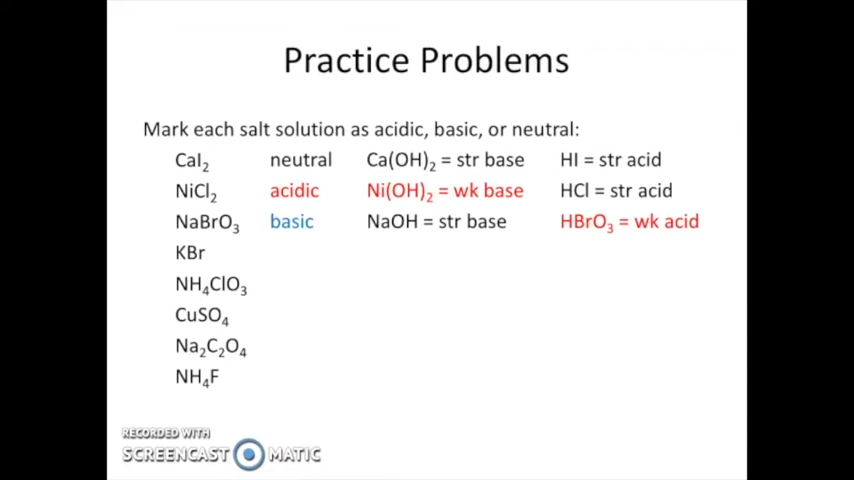 Practice Problems
Mark each salt solution as acidic, basic, or neutral:
CaI₂ neutral Ca(OH)₂ = str base HI = str acid
NiCl₂ acidic Ni(OH)₂ = wk base HCl = str acid
NaBrO₃ basic NaOH = str base HBrO₃ = wk acid
KBr
NH₄ClO₃
CuSO₄
Na₂C₂O₄
NH₄F
RECORDED WITH
SCREENCAST MATIC